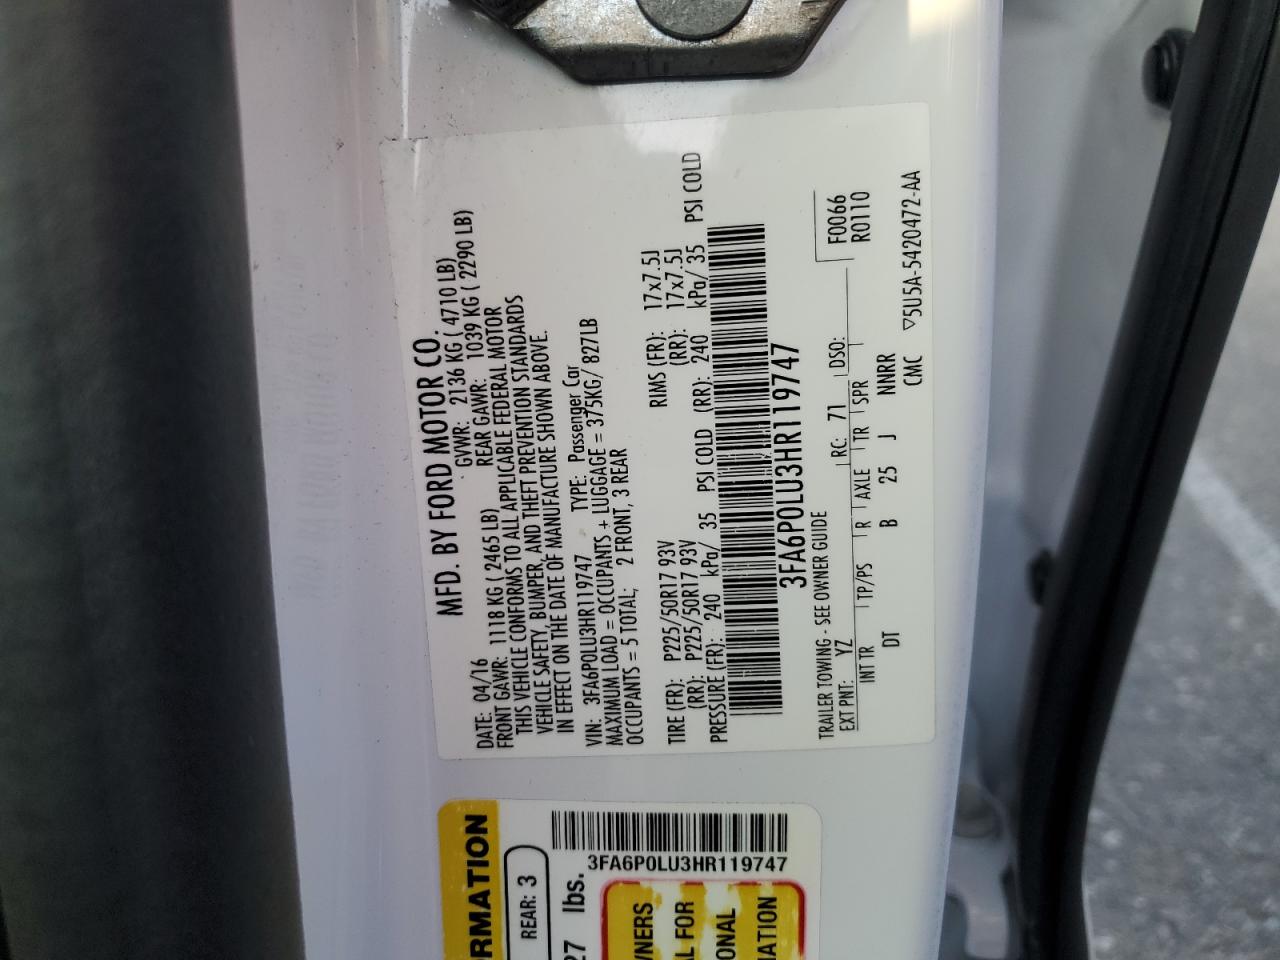 MFD. BY FORD MOTOR CO.
DATE: 04/16 GVWR: 2136 KG ( 4710 LB)
FRONT GAWR: 1118 KG ( 2465 LB) REAR GAWR: 1039 KG ( 2290 LB)
THIS VEHICLE CONFORMS TO ALL APPLICABLE FEDERAL MOTOR
VEHICLE SAFETY, BUMPER, AND THEFT PREVENTION STANDARDS
IN EFFECT ON THE DATE OF MANUFACTURE SHOWN ABOVE.
VIN: 3FA6P0LU3HR119747 TYPE: Passenger Car
MAXIMUM LOAD = OCCUPANTS + LUGGAGE = 375KG/ 827LB
OCCUPANTS = 5 TOTAL; 2 FRONT, 3 REAR
TIRE (FR): P225/50R17 93V RIMS (FR): 17x7.5J
(RR): P225/50R17 93V (RR): 17x7.5J
PRESSURE (FR): 240 kPa/ 35 PSI COLD (RR): 240 kPa/ 35 PSI COLD
3FA6P0LU3HR119747
TRAILER TOWING - SEE OWNER GUIDE F0066
EXT PNT: YZ RC: 71 DSO: R0110
INT TR TP/PS R AXLE TR SPR
DT B 25 J NNRR
CMC ▽5U5A-5420472-AA
RMATION
REAR: 3
27 lbs.
3FA6P0LU3HR119747
WNERS
AL FOR
IONAL
MATION